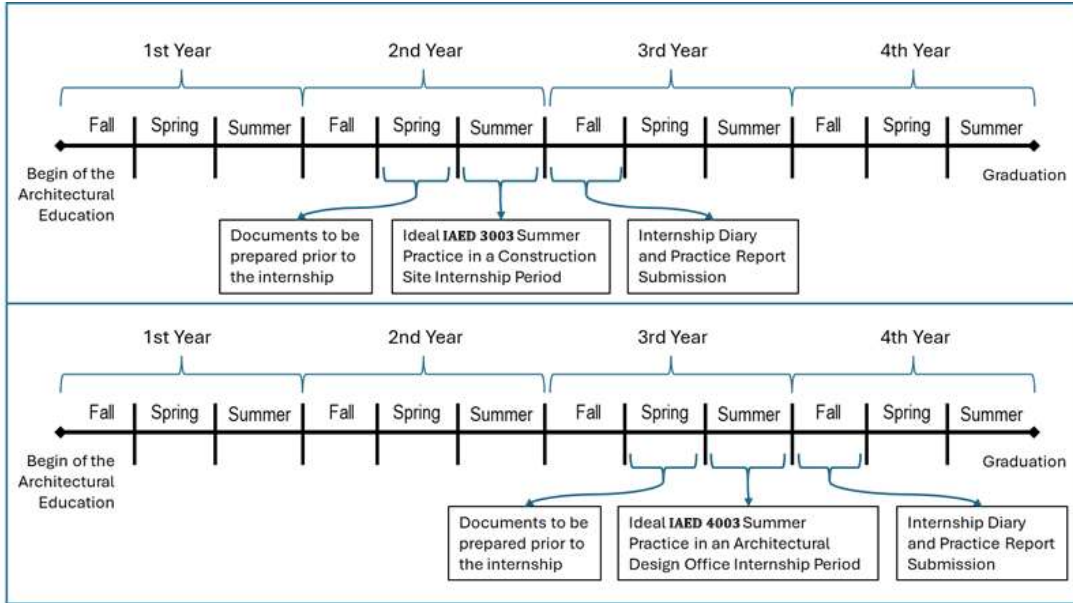 1st Year 2nd Year 3rd Year 4th Year
Fall Spring Summer Fall Spring Summer Fall Spring Summer Fall Spring Summer
Begin of the
Architectural
Education
Graduation
Documents to be
prepared prior to
the internship
Ideal IAED 3003 Summer
Practice in a Construction
Site Internship Period
Internship Diary
and Practice Report
Submission
1st Year 2nd Year 3rd Year 4th Year
Fall Spring Summer Fall Spring Summer Fall Spring Summer Fall Spring Summer
Begin of the
Architectural
Education
Graduation
Documents to be
prepared prior to
the internship
Ideal IAED 4003 Summer
Practice in an Architectural
Design Office Internship Period
Internship Diary
and Practice Report
Submission